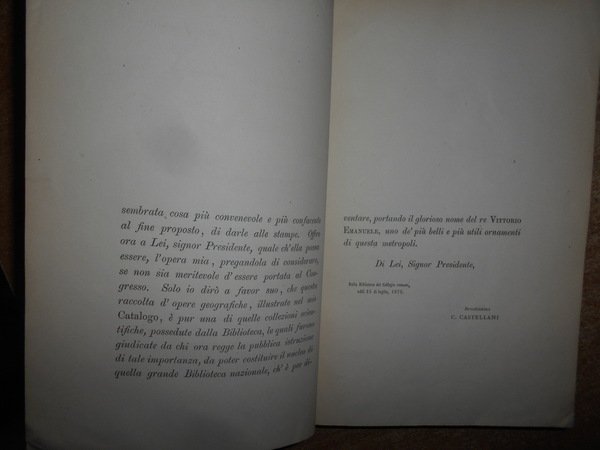 sembrata cosa più convenevole e più confacente
al fine proposto, di darle alle stampe. Offro
ora a Lei, signor Presidente, quale ch'ella possa
essere, l'opera mia, pregandola di considerare,
se non sia meritevole d'essere portata al Con-
gresso. Solo io dirò a favor suo, che questa
raccolta d'opere geografiche, illustrate nel mio
Catalogo, è pur una di quelle collezioni scien-
tifiche, possedute dalla Biblioteca, le quali furono
giudicate da chi ora regge la pubblica istruzione
di tale importanza, da poter costituire il nucleo di
quella grande Biblioteca nazionale, ch'è per di-
ventare, portando il glorioso nome del re VITTORIO
EMANUELE, uno de' più belli e più utili ornamenti
di questa metropoli.
Di Lei, Signor Presidente,
Dalla Biblioteca del Collegio romano,
addì 25 di luglio, 1875.
Devotissimo
C. CASTELLANI